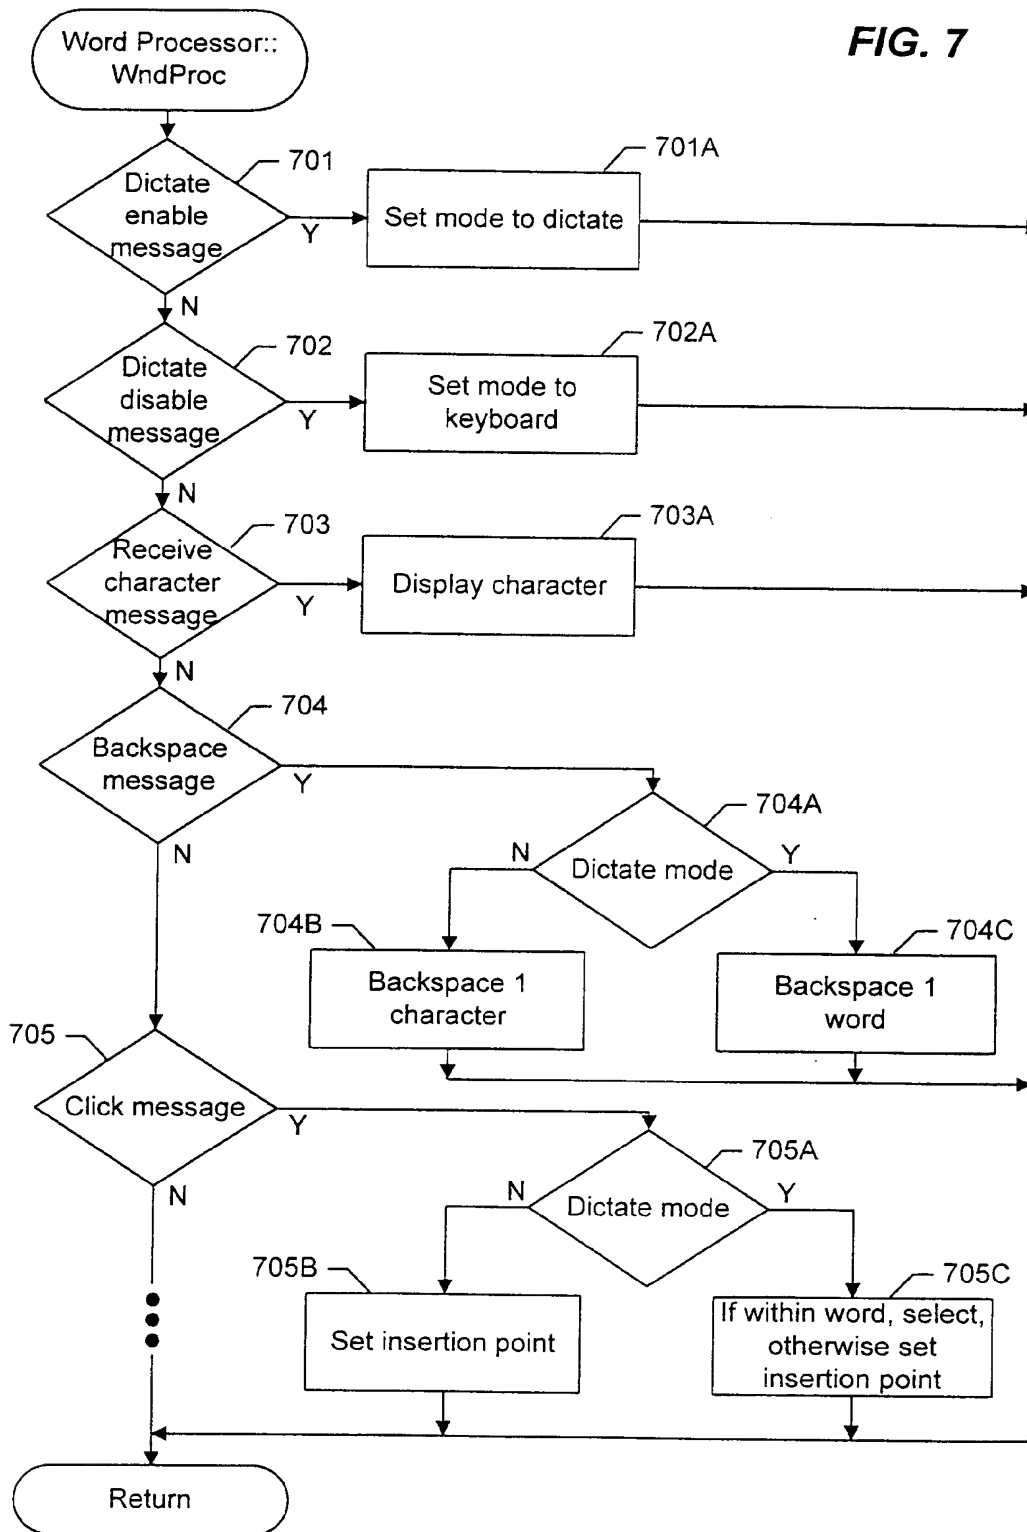 FIG. 7
Word Processor::
WndProc
701
Dictate
enable
message
Y
N
701A
Set mode to dictate
702
Dictate
disable
message
Y
N
702A
Set mode to
keyboard
703
Receive
character
message
Y
N
703A
Display character
704
Backspace
message
Y
N
704A
Dictate mode
N
Y
704B
Backspace 1
character
704C
Backspace 1
word
705
Click message
Y
N
705A
Dictate mode
N
Y
705B
Set insertion point
705C
If within word, select,
otherwise set
insertion point
Return